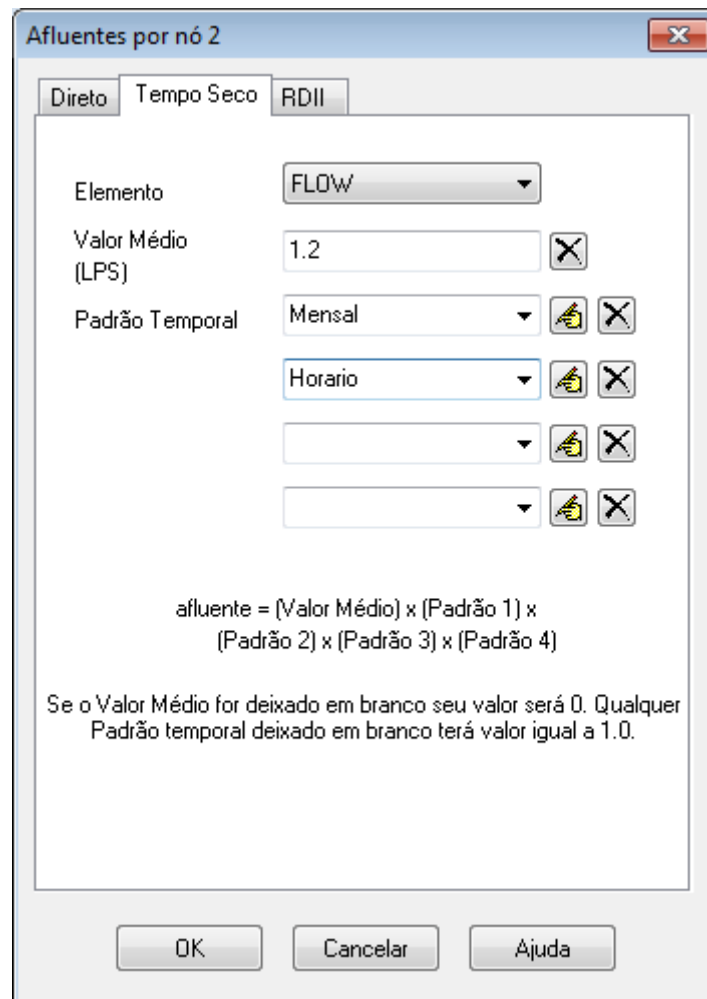 Afluentes por nó 2
Direto Tempo Seco RDII
Elemento FLOW
Valor Médio
(LPS) 1.2
Padrão Temporal Mensal
Horario
afluente = (Valor Médio) x (Padrão 1) x
(Padrão 2) x (Padrão 3) x (Padrão 4)
Se o Valor Médio for deixado em branco seu valor será 0. Qualquer
Padrão temporal deixado em branco terá valor igual a 1.0.
OK Cancelar Ajuda